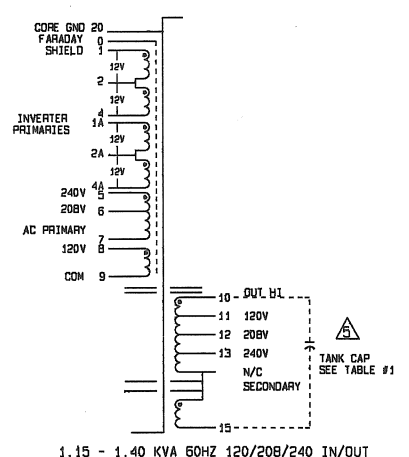 CORE GND 20
FARADAY 0
SHIELD 1
12V
2
12V
4
INVERTER 1A
PRIMARIES
12V
2A
12V
4A
240V 5
208V 6
AC PRIMARY
7
120V 8
COM 9
10 OUT HI
11 120V
12 208V
13 240V
N/C
SECONDARY
15
5
TANK CAP
SEE TABLE #1
1.15 - 1.40 KVA 60HZ 120/208/240 IN/OUT